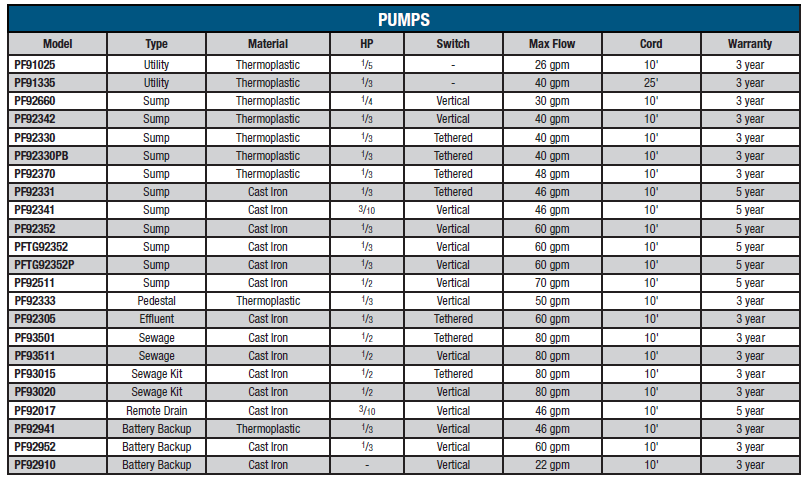 PUMPS
Model Type Material HP Switch Max Flow Cord Warranty
PF91025 Utility Thermoplastic 1/5 - 26 gpm 10' 3 year
PF91335 Utility Thermoplastic 1/3 - 40 gpm 25' 3 year
PF92660 Sump Thermoplastic 1/4 Vertical 30 gpm 10' 3 year
PF92342 Sump Thermoplastic 1/3 Vertical 40 gpm 10' 3 year
PF92330 Sump Thermoplastic 1/3 Tethered 40 gpm 10' 3 year
PF92330PB Sump Thermoplastic 1/3 Tethered 40 gpm 10' 3 year
PF92370 Sump Thermoplastic 1/3 Tethered 48 gpm 10' 3 year
PF92331 Sump Cast Iron 1/3 Tethered 46 gpm 10' 5 year
PF92341 Sump Cast Iron 3/10 Vertical 46 gpm 10' 5 year
PF92352 Sump Cast Iron 1/3 Vertical 60 gpm 10' 5 year
PFTG92352 Sump Cast Iron 1/3 Vertical 60 gpm 10' 5 year
PFTG92352P Sump Cast Iron 1/3 Vertical 60 gpm 10' 5 year
PF92511 Sump Cast Iron 1/2 Vertical 70 gpm 10' 5 year
PF92333 Pedestal Thermoplastic 1/3 Vertical 50 gpm 10' 3 year
PF92305 Effluent Cast Iron 1/3 Tethered 60 gpm 10' 3 year
PF93501 Sewage Cast Iron 1/2 Tethered 80 gpm 10' 3 year
PF93511 Sewage Cast Iron 1/2 Vertical 80 gpm 10' 3 year
PF93015 Sewage Kit Cast Iron 1/2 Tethered 80 gpm 10' 3 year
PF93020 Sewage Kit Cast Iron 1/2 Vertical 80 gpm 10' 3 year
PF92017 Remote Drain Cast Iron 3/10 Vertical 46 gpm 10' 5 year
PF92941 Battery Backup Thermoplastic 1/3 Vertical 46 gpm 10' 3 year
PF92952 Battery Backup Cast Iron 1/3 Vertical 60 gpm 10' 3 year
PF92910 Battery Backup Cast Iron - Vertical 22 gpm 10' 3 year